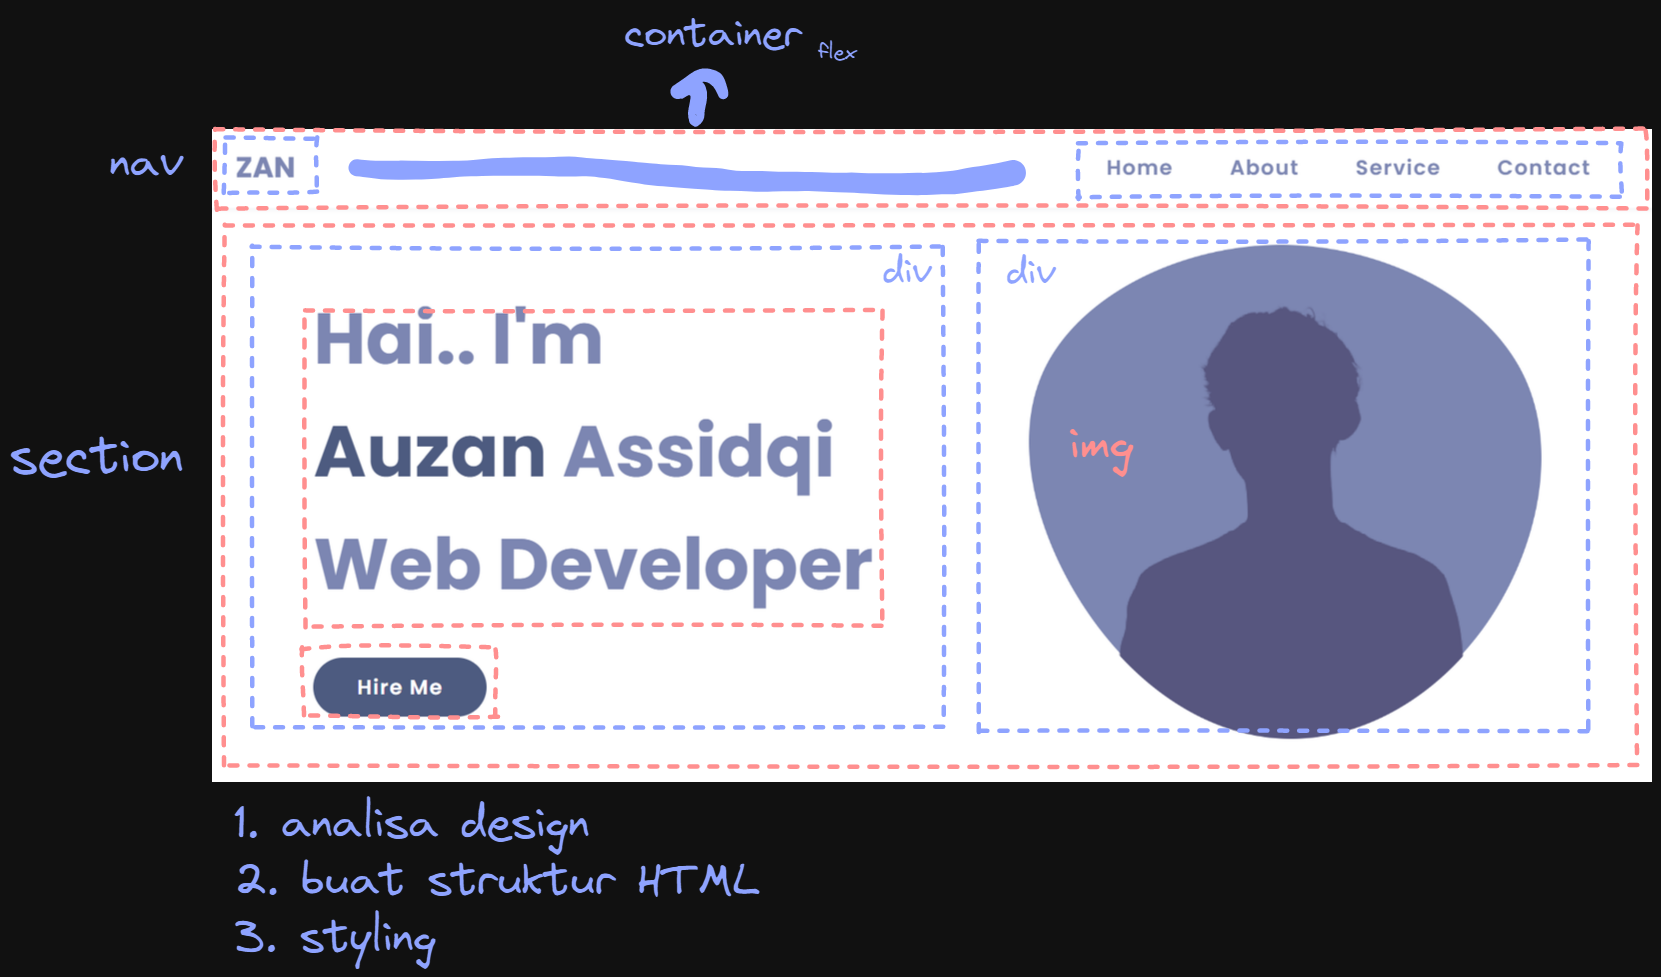 container flex
nav
ZAN Home About Service Contact
div
div
Hai.. I'm
Auzan Assidqi
Web Developer
img
section
Hire Me
1. analisa design
2. buat struktur HTML
3. styling